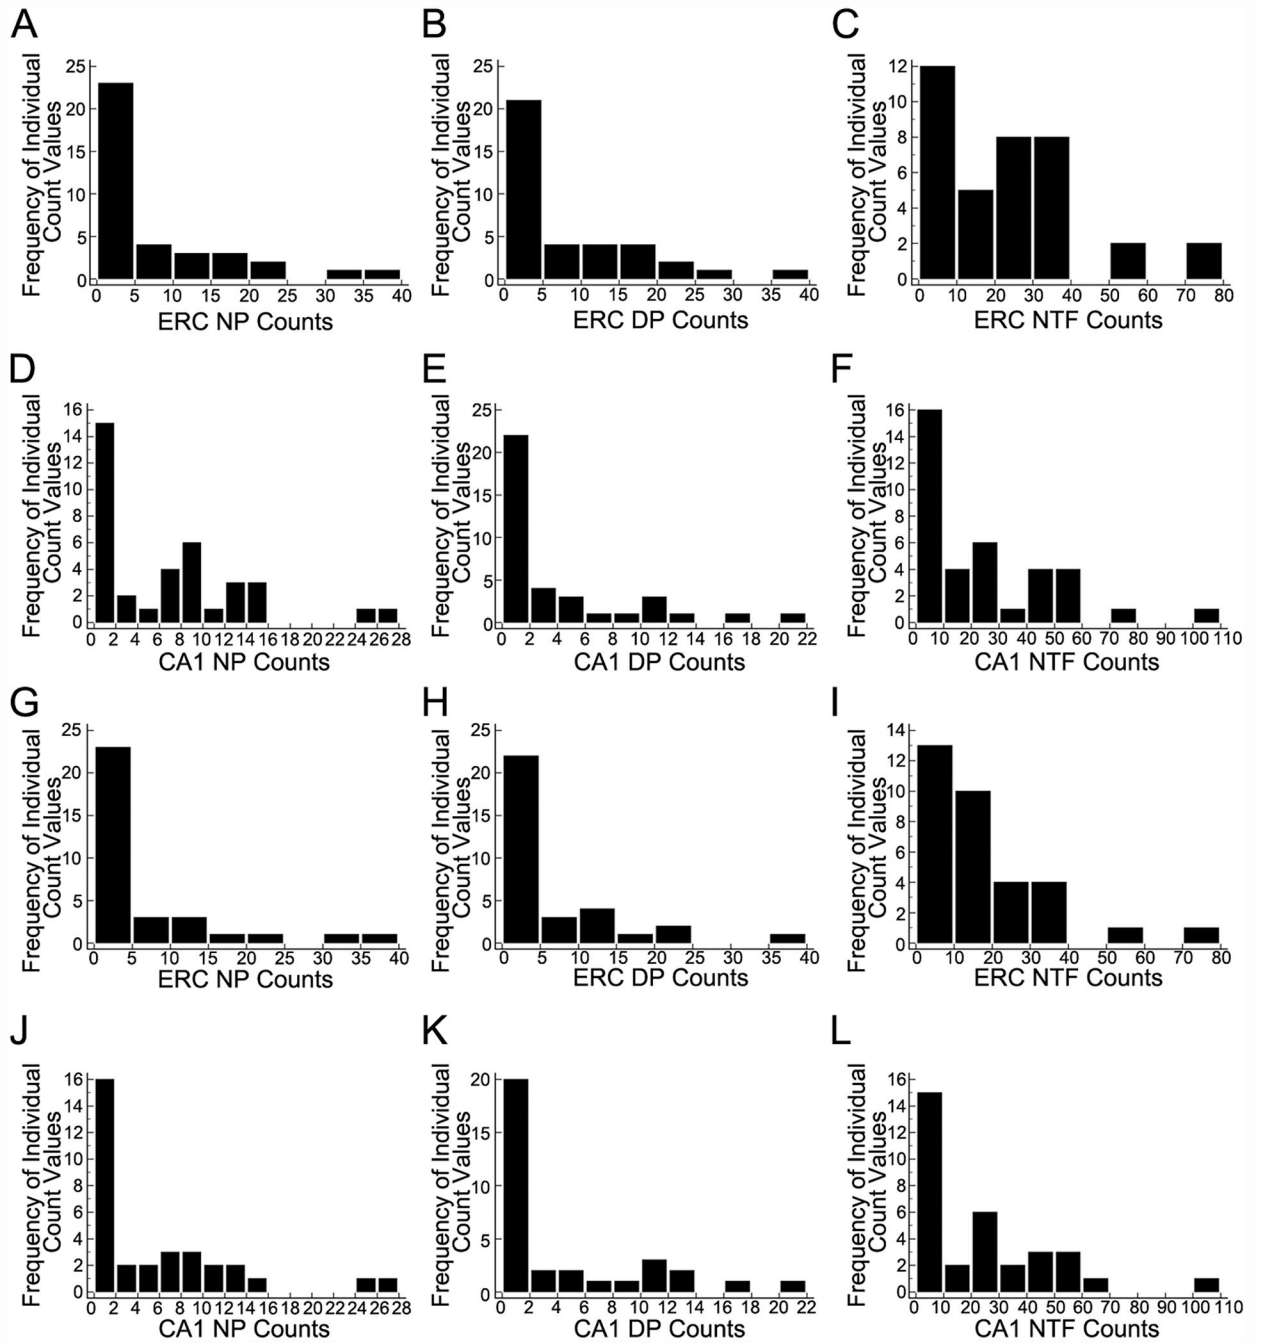 A
Frequency of Individual
Count Values
25
20
15
10
5
0
0 5 10 15 20 25 30 35 40
ERC NP Counts
B
Frequency of Individual
Count Values
25
20
15
10
5
0
0 5 10 15 20 25 30 35 40
ERC DP Counts
C
Frequency of Individual
Count Values
12
10
8
6
4
2
0
0 10 20 30 40 50 60 70 80
ERC NTF Counts
D
Frequency of Individual
Count Values
16
14
12
10
8
6
4
2
0
0 2 4 6 8 10 12 14 16 18 20 22 24 26 28
CA1 NP Counts
E
Frequency of Individual
Count Values
25
20
15
10
5
0
0 2 4 6 8 10 12 14 16 18 20 22
CA1 DP Counts
F
Frequency of Individual
Count Values
16
14
12
10
8
6
4
2
0
0 10 20 30 40 50 60 70 80 90 100 110
CA1 NTF Counts
G
Frequency of Individual
Count Values
25
20
15
10
5
0
0 5 10 15 20 25 30 35 40
ERC NP Counts
H
Frequency of Individual
Count Values
25
20
15
10
5
0
0 5 10 15 20 25 30 35 40
ERC DP Counts
I
Frequency of Individual
Count Values
14
12
10
8
6
4
2
0
0 10 20 30 40 50 60 70 80
ERC NTF Counts
J
Frequency of Individual
Count Values
16
14
12
10
8
6
4
2
0
0 2 4 6 8 10 12 14 16 18 20 22 24 26 28
CA1 NP Counts
K
Frequency of Individual
Count Values
20
15
10
5
0
0 2 4 6 8 10 12 14 16 18 20 22
CA1 DP Counts
L
Frequency of Individual
Count Values
16
14
12
10
8
6
4
2
0
0 10 20 30 40 50 60 70 80 90 100 110
CA1 NTF Counts